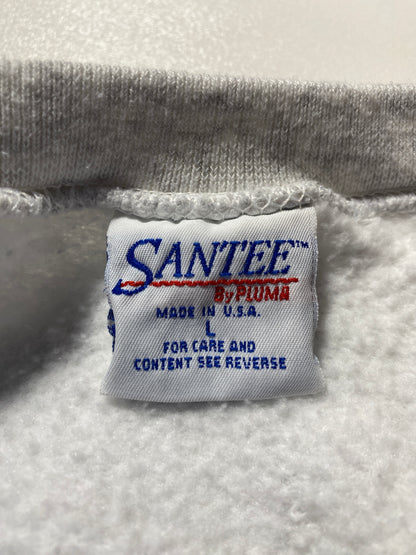 SANTEE™
By PLUMA
MADE IN U.S.A.
L
FOR CARE AND
CONTENT SEE REVERSE